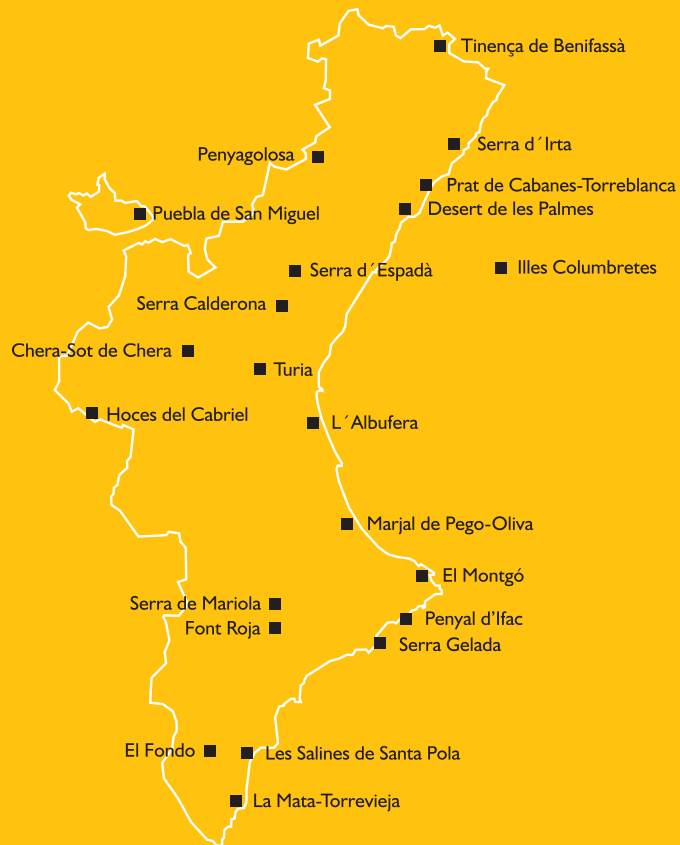 Tinença de Benifassà
Serra d´Irta
Penyagolosa
Prat de Cabanes-Torreblanca
Desert de les Palmes
Puebla de San Miguel
Illes Columbretes
Serra d´Espadà
Serra Calderona
Chera-Sot de Chera
Turia
Hoces del Cabriel
L´Albufera
Marjal de Pego-Oliva
El Montgó
Serra de Mariola
Penyal d’Ifac
Font Roja
Serra Gelada
El Fondo
Les Salines de Santa Pola
La Mata-Torrevieja